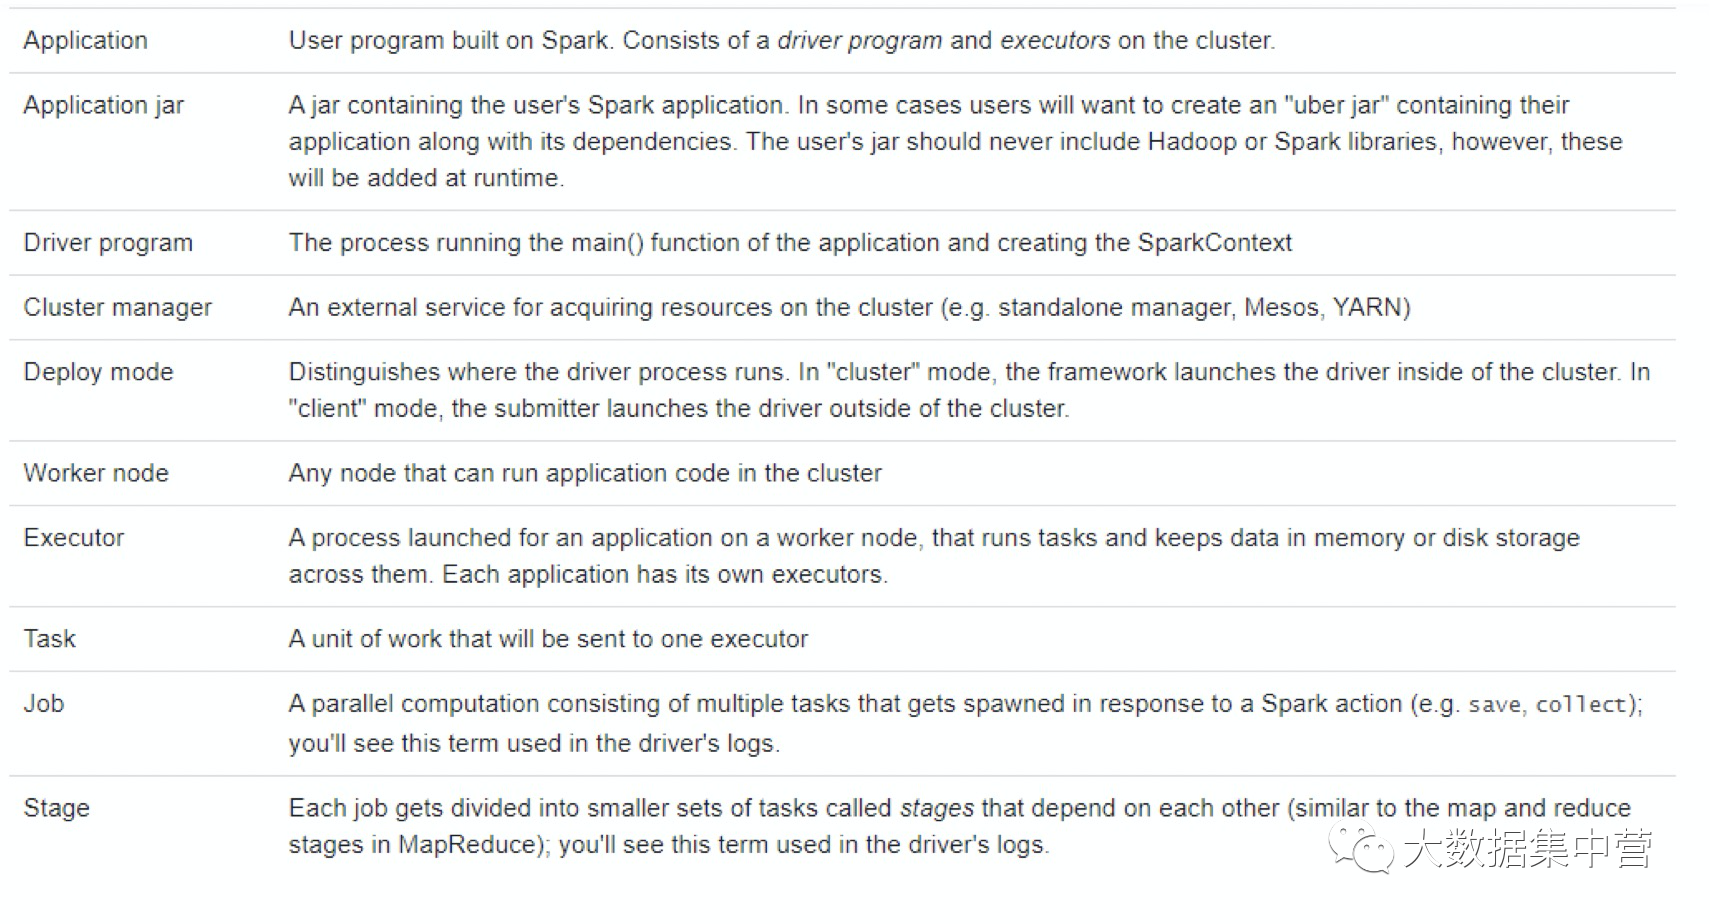 Application User program built on Spark. Consists of a driver program and executors on the cluster.
Application jar A jar containing the user's Spark application. In some cases users will want to create an "uber jar" containing their
application along with its dependencies. The user's jar should never include Hadoop or Spark libraries, however, these
will be added at runtime.
Driver program The process running the main() function of the application and creating the SparkContext
Cluster manager An external service for acquiring resources on the cluster (e.g. standalone manager, Mesos, YARN)
Deploy mode Distinguishes where the driver process runs. In "cluster" mode, the framework launches the driver inside of the cluster. In
"client" mode, the submitter launches the driver outside of the cluster.
Worker node Any node that can run application code in the cluster
Executor A process launched for an application on a worker node, that runs tasks and keeps data in memory or disk storage
across them. Each application has its own executors.
Task A unit of work that will be sent to one executor
Job A parallel computation consisting of multiple tasks that gets spawned in response to a Spark action (e.g. save, collect);
you'll see this term used in the driver's logs.
Stage Each job gets divided into smaller sets of tasks called stages that depend on each other (similar to the map and reduce
stages in MapReduce); you'll see this term used in the driver's logs.
大数据集中营